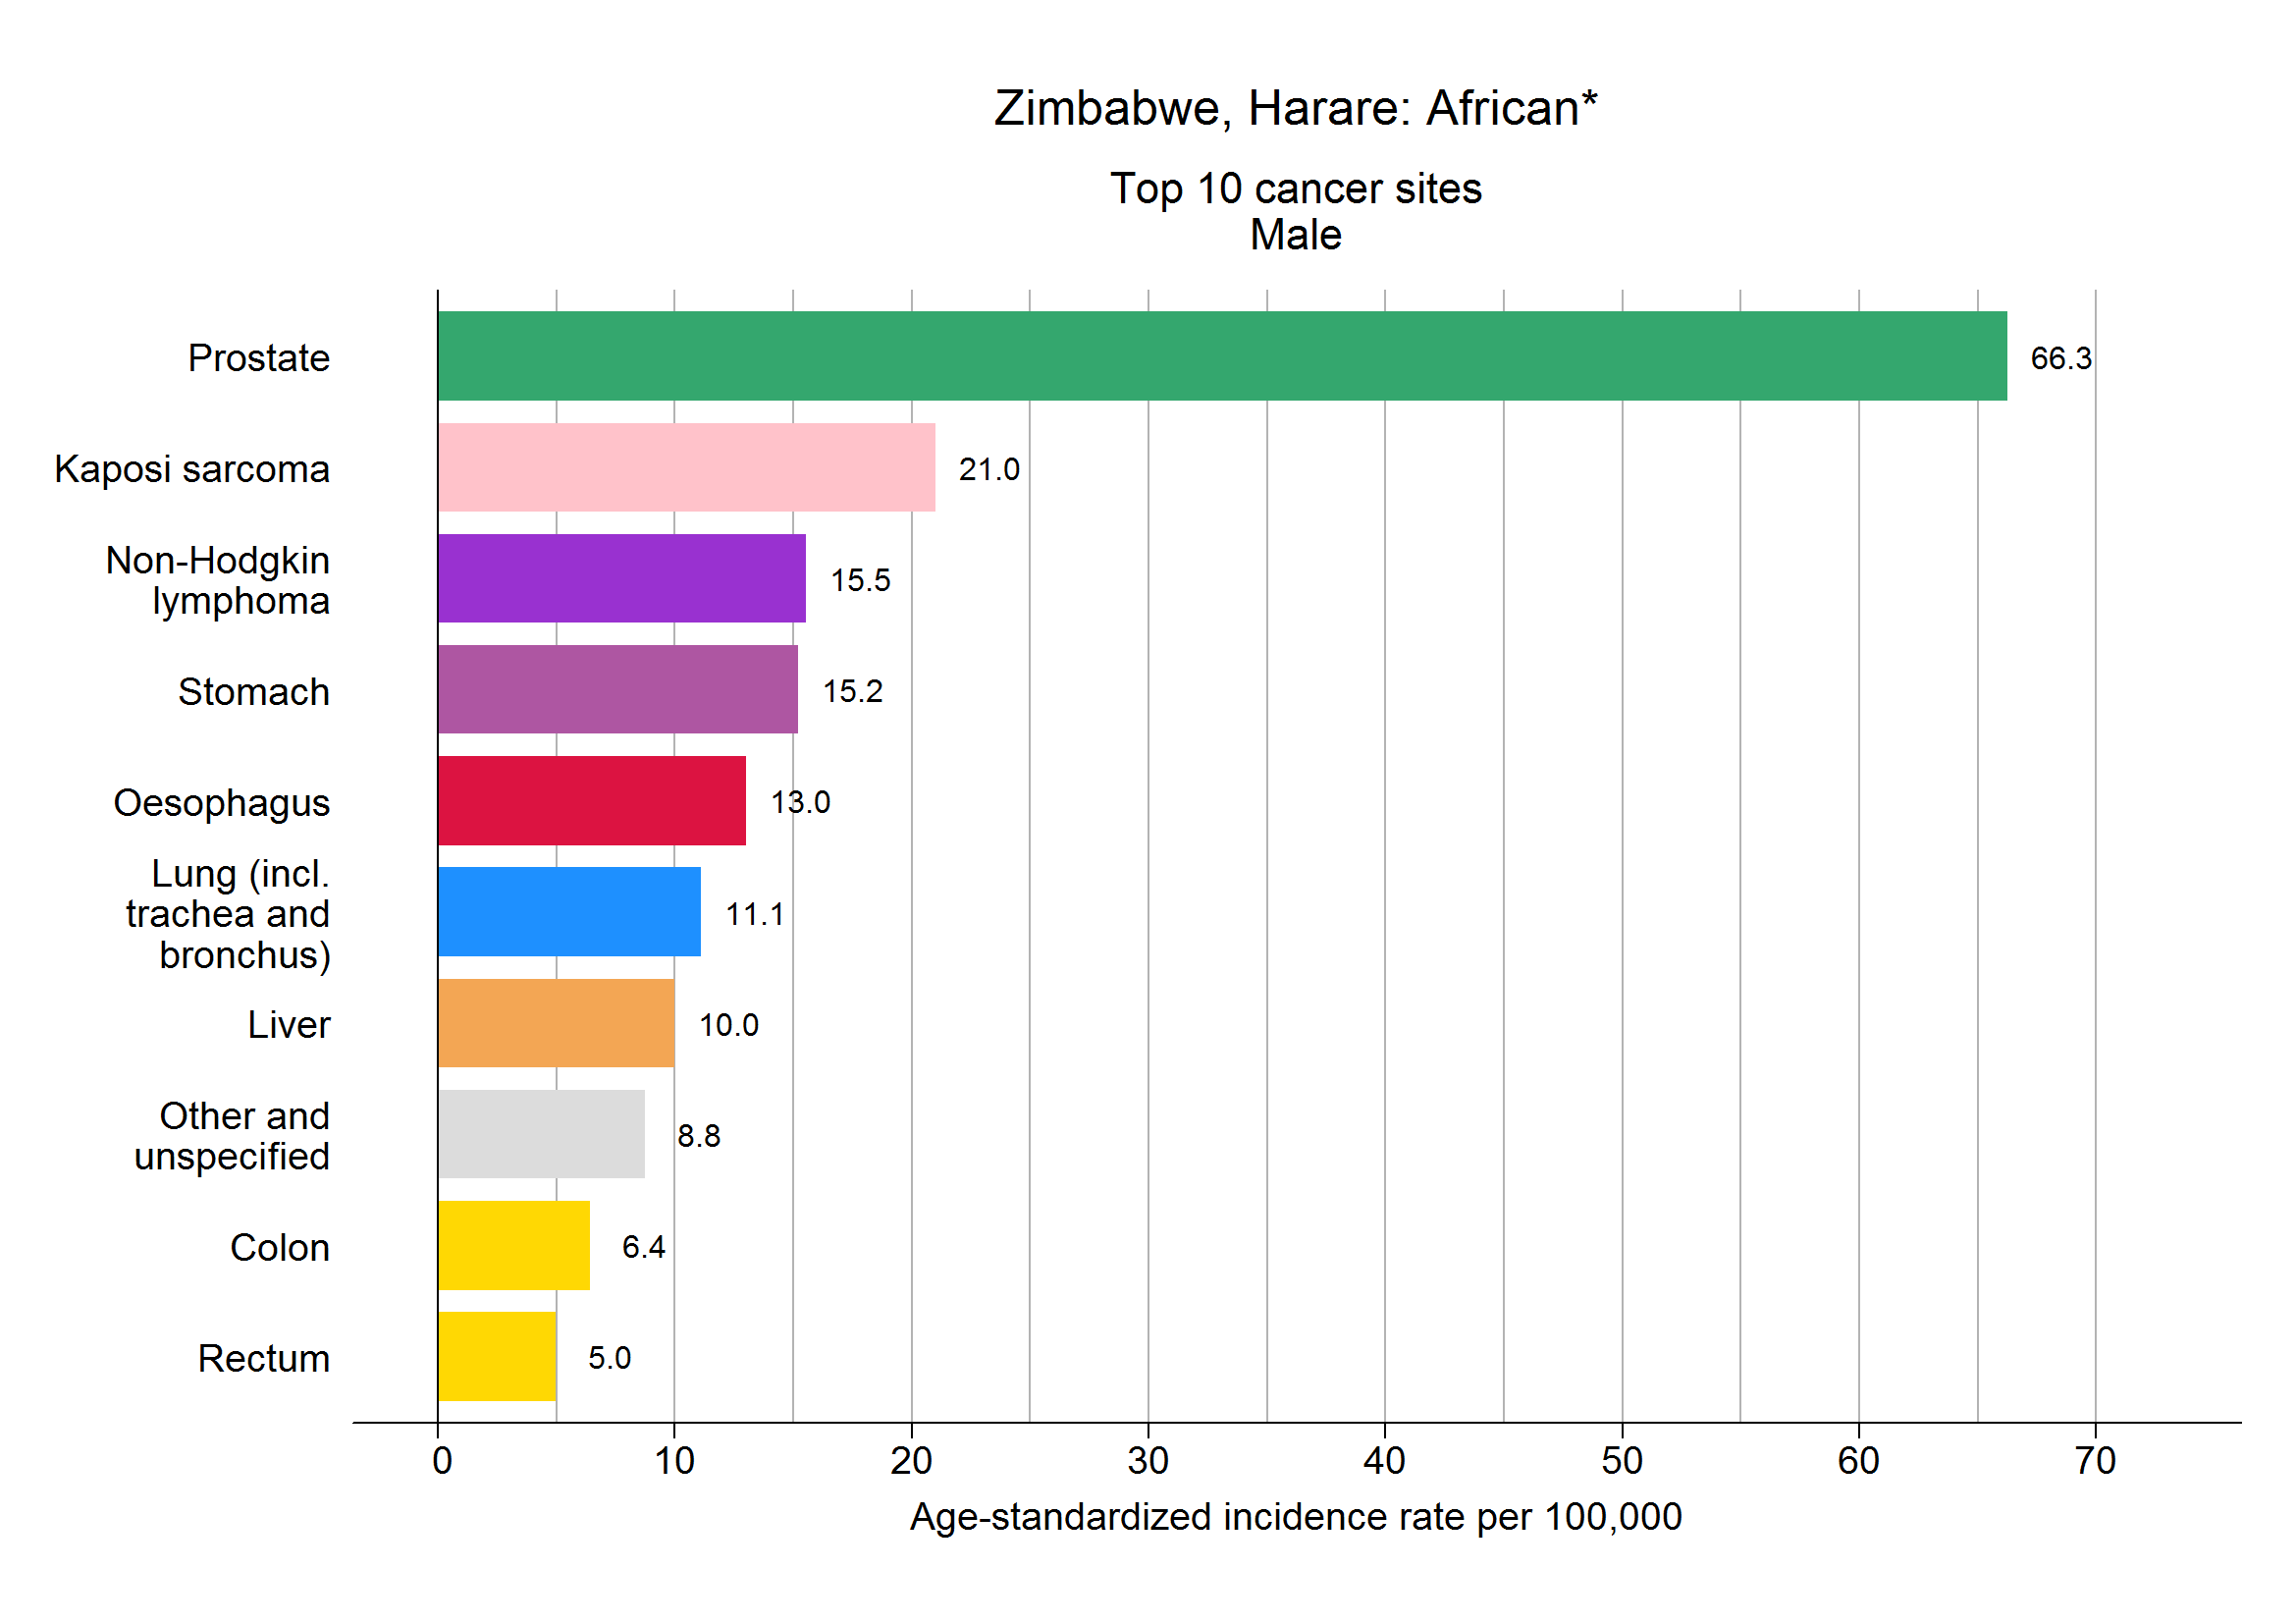 Zimbabwe, Harare: African*
Top 10 cancer sites
Male
Prostate
66.3
Kaposi sarcoma
21.0
Non-Hodgkin
lymphoma
15.5
Stomach
15.2
Oesophagus
13.0
Lung (incl.
trachea and
bronchus)
11.1
Liver
10.0
Other and
unspecified
8.8
Colon
6.4
Rectum
5.0
0 10 20 30 40 50 60 70
Age-standardized incidence rate per 100,000